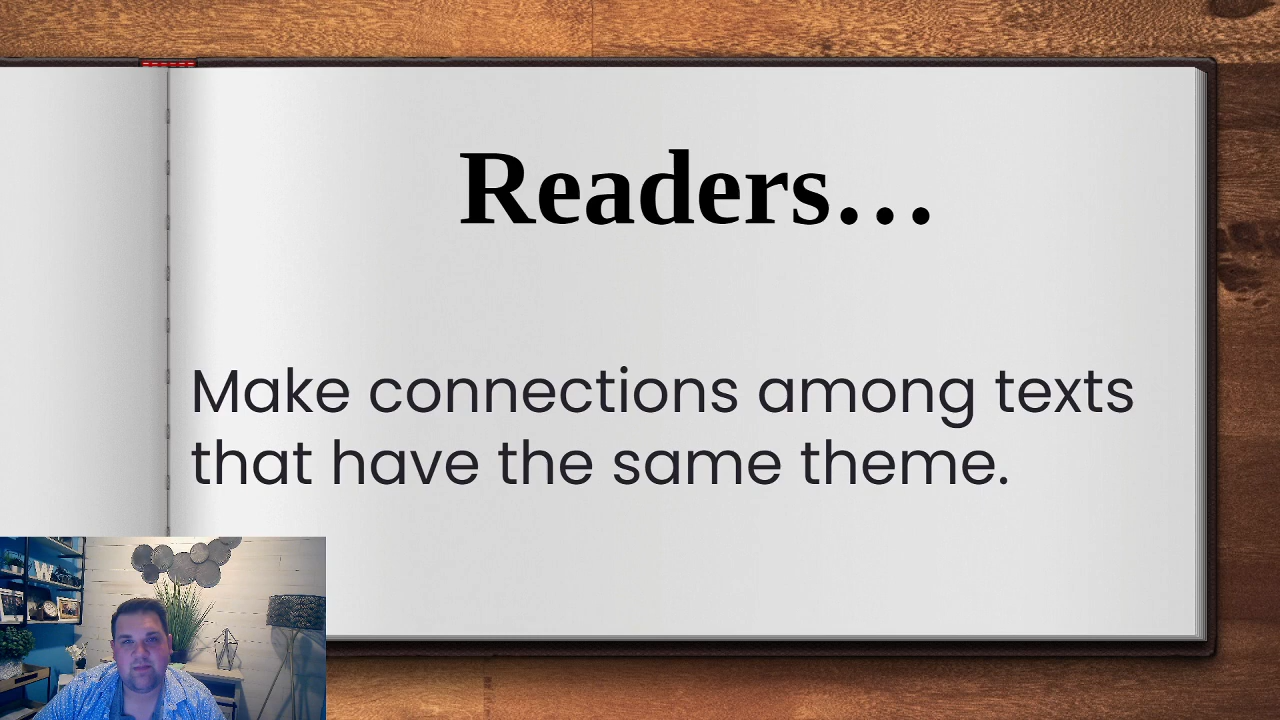 Readers…
Make connections among texts
that have the same theme.